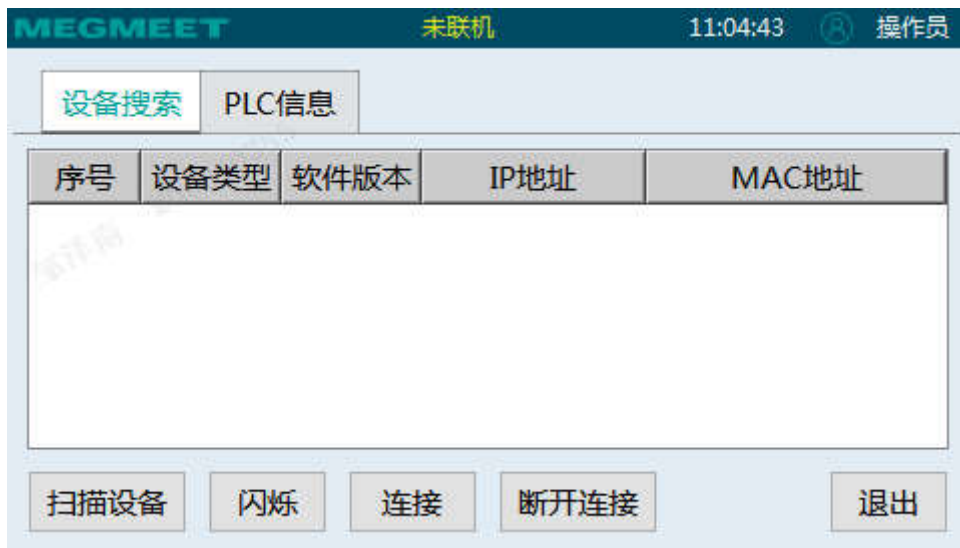 MEGMEET 未联机 11:04:43 操作员
设备搜索 PLC信息
序号 设备类型 软件版本 IP地址 MAC地址
扫描设备 闪烁 连接 断开连接 退出